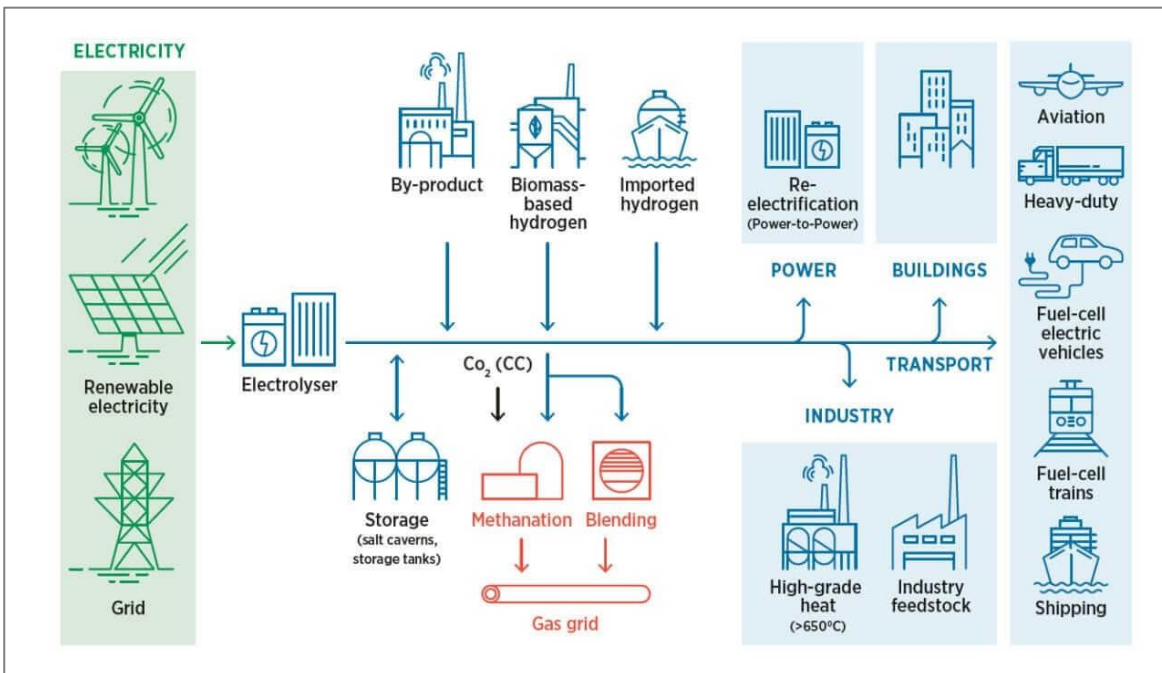 ELECTRICITY
Renewable
electricity
Grid
Electrolyser
By-product
Biomass-
based
hydrogen
Imported
hydrogen
Co₂ (CC)
Storage
(salt caverns,
storage tanks)
Methanation
Blending
Gas grid
Re-
electrification
(Power-to-Power)
POWER
BUILDINGS
TRANSPORT
INDUSTRY
High-grade
heat
(>650°C)
Industry
feedstock
Aviation
Heavy-duty
Fuel-cell
electric
vehicles
Fuel-cell
trains
Shipping